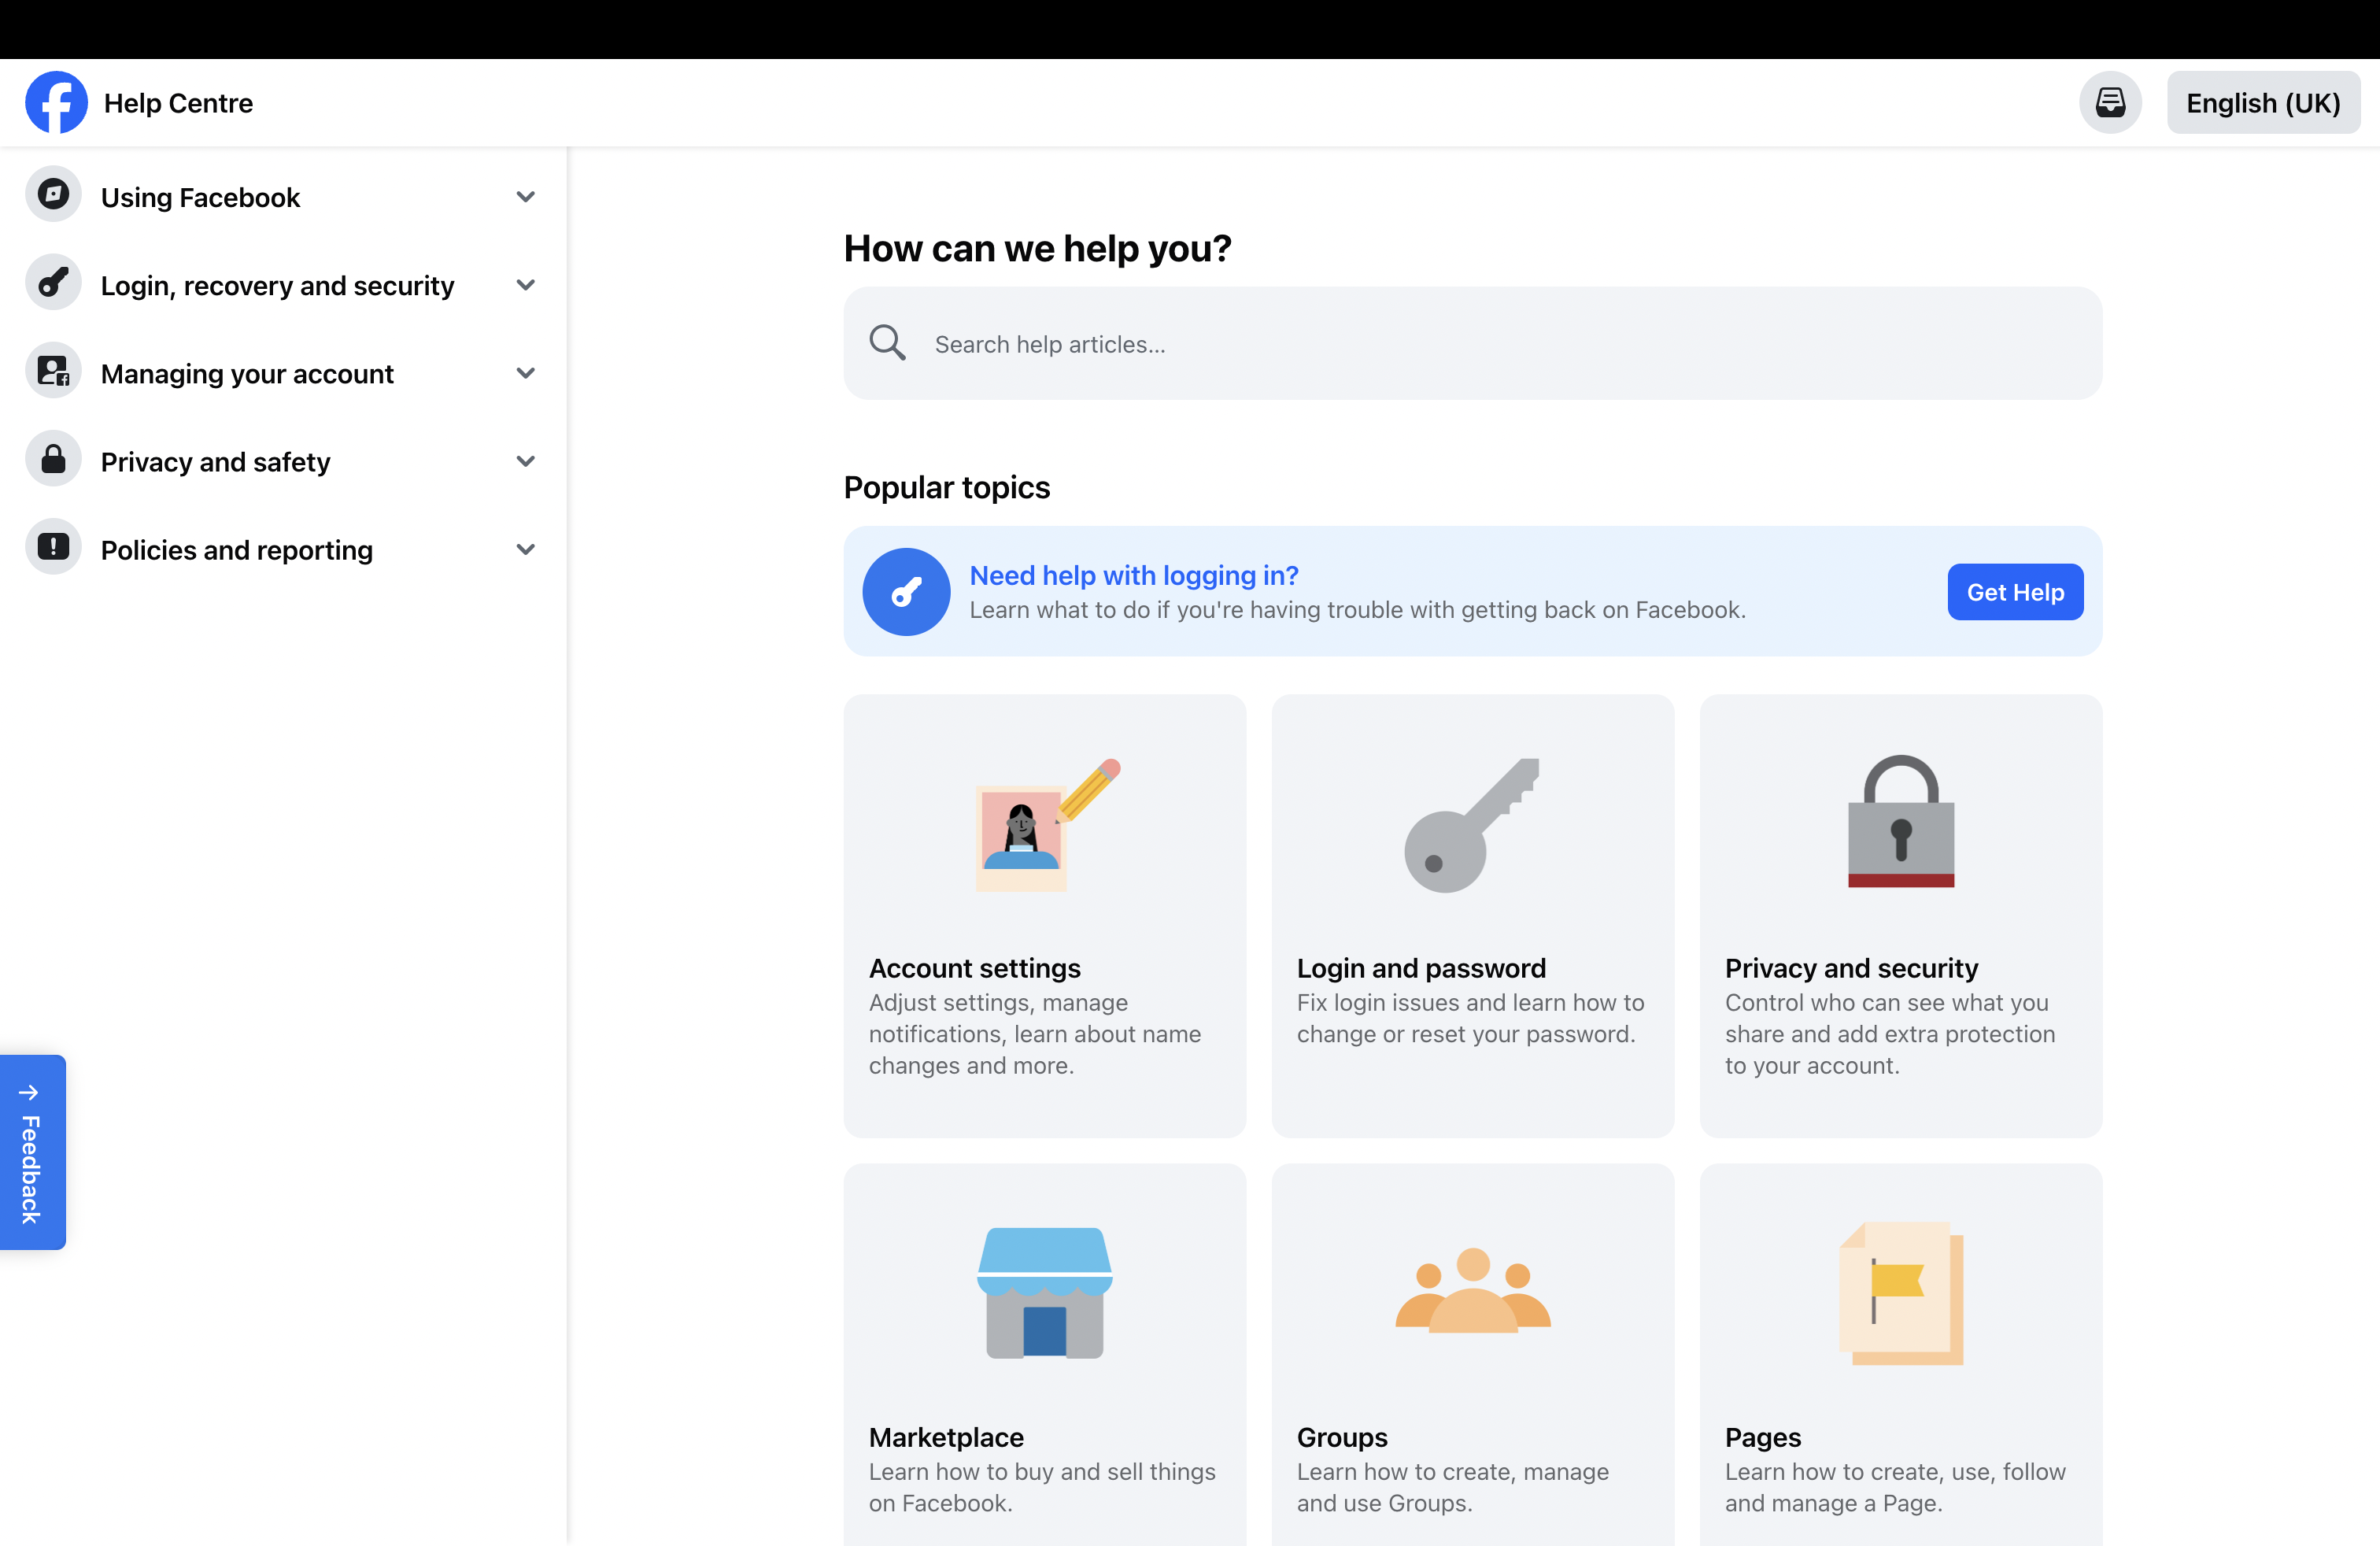 Help Centre
English (UK)
Using Facebook
Login, recovery and security
Managing your account
Privacy and safety
Policies and reporting
Feedback
How can we help you?
Search help articles...
Popular topics
Need help with logging in?
Learn what to do if you're having trouble with getting back on Facebook.
Get Help
Account settings
Adjust settings, manage
notifications, learn about name
changes and more.
Login and password
Fix login issues and learn how to
change or reset your password.
Privacy and security
Control who can see what you
share and add extra protection
to your account.
Marketplace
Learn how to buy and sell things
on Facebook.
Groups
Learn how to create, manage
and use Groups.
Pages
Learn how to create, use, follow
and manage a Page.